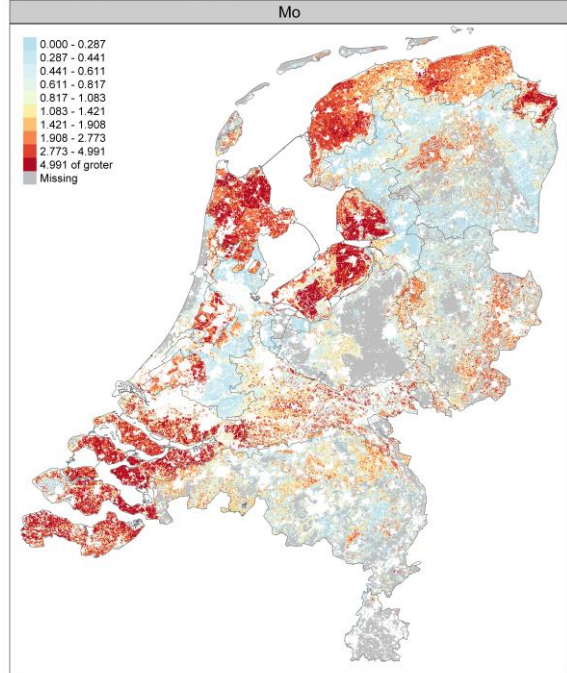 Mo
0.000 - 0.287
0.287 - 0.441
0.441 - 0.611
0.611 - 0.817
0.817 - 1.083
1.083 - 1.421
1.421 - 1.908
1.908 - 2.773
2.773 - 4.991
4.991 of groter
Missing